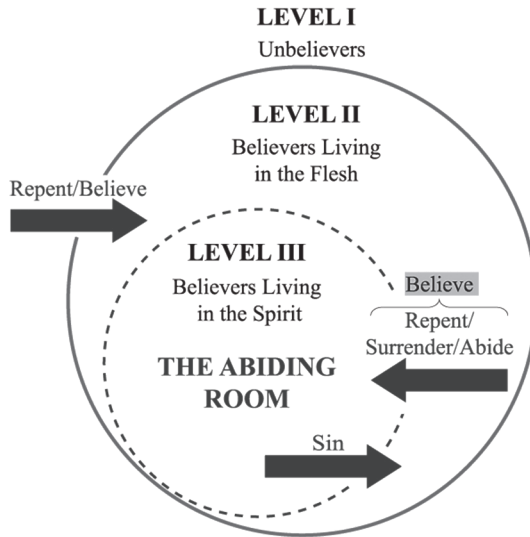 LEVEL I
Unbelievers
LEVEL II
Believers Living
in the Flesh
Repent/Believe
LEVEL III
Believers Living
in the Spirit
Believe
Repent/
Surrender/Abide
THE ABIDING
ROOM
Sin